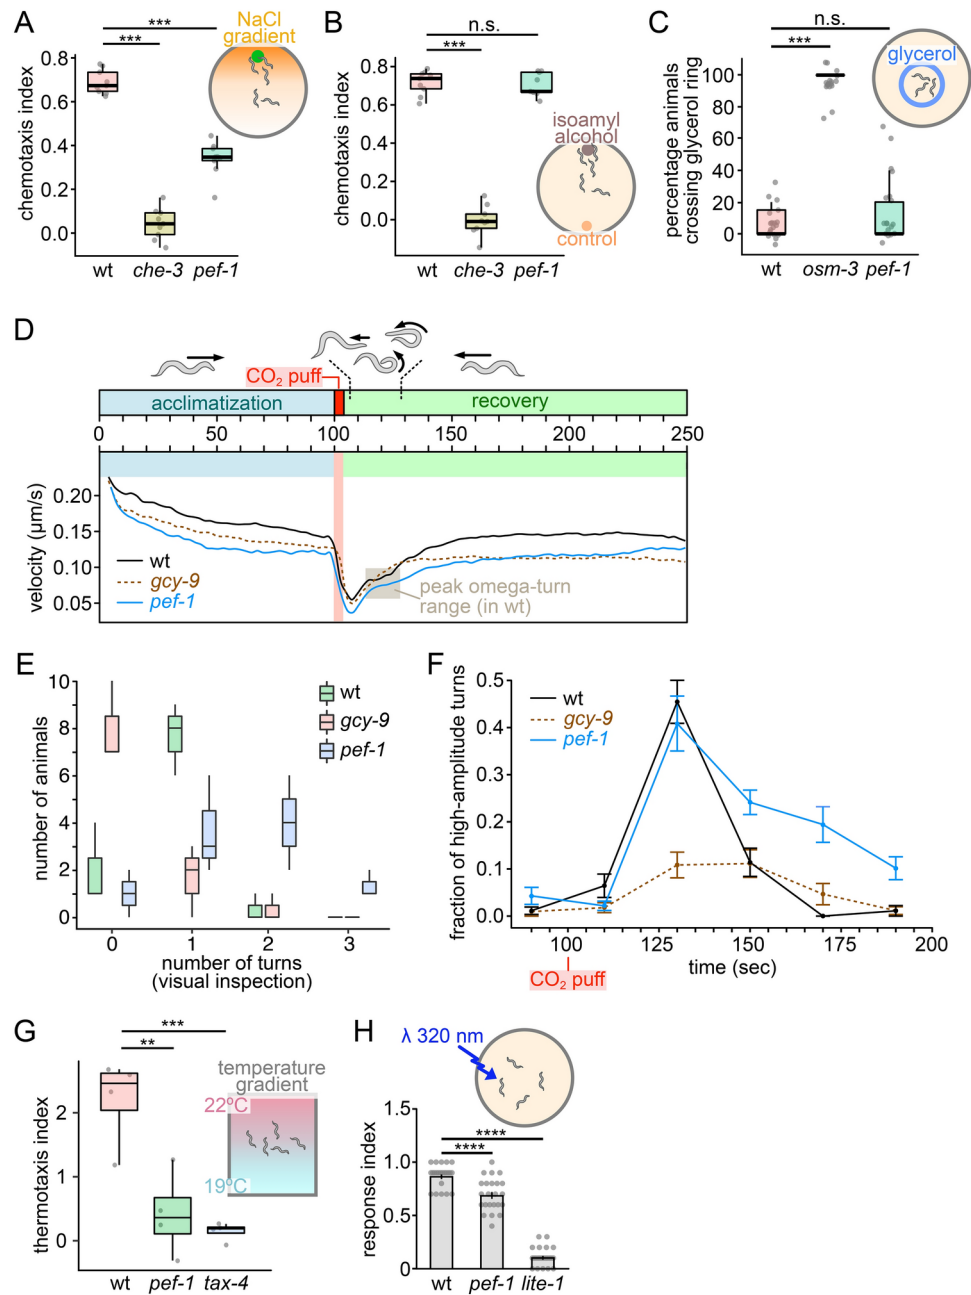 A
NaCl
gradient
***
***
chemotaxis index
0.8
0.6
0.4
0.2
0.0
wt
che-3
pef-1
B
n.s.
***
chemotaxis index
0.8
0.6
0.4
0.2
0.0
isoamyl
alcohol
control
wt
che-3
pef-1
C
n.s.
***
glycerol
percentage animals
crossing glycerol ring
100
80
60
40
20
0
wt
osm-3
pef-1
D
CO2 puff
acclimatization
recovery
0
50
100
150
200
250
velocity (μm/s)
0.20
0.15
0.10
0.05
wt
gcy-9
pef-1
peak omega-turn
range (in wt)
E
number of animals
10
8
6
4
2
0
wt
gcy-9
pef-1
0
1
2
3
number of turns
(visual inspection)
F
fraction of high-amplitude turns
0.5
0.4
0.3
0.2
0.1
0.0
wt
gcy-9
pef-1
100
125
150
175
200
CO2 puff
time (sec)
G
***
**
thermotaxis index
2
1
0
temperature
gradient
22ºC
19ºC
wt
pef-1
tax-4
H
λ 320 nm
****
****
response index
1.5
1.0
0.5
0
wt
pef-1
lite-1